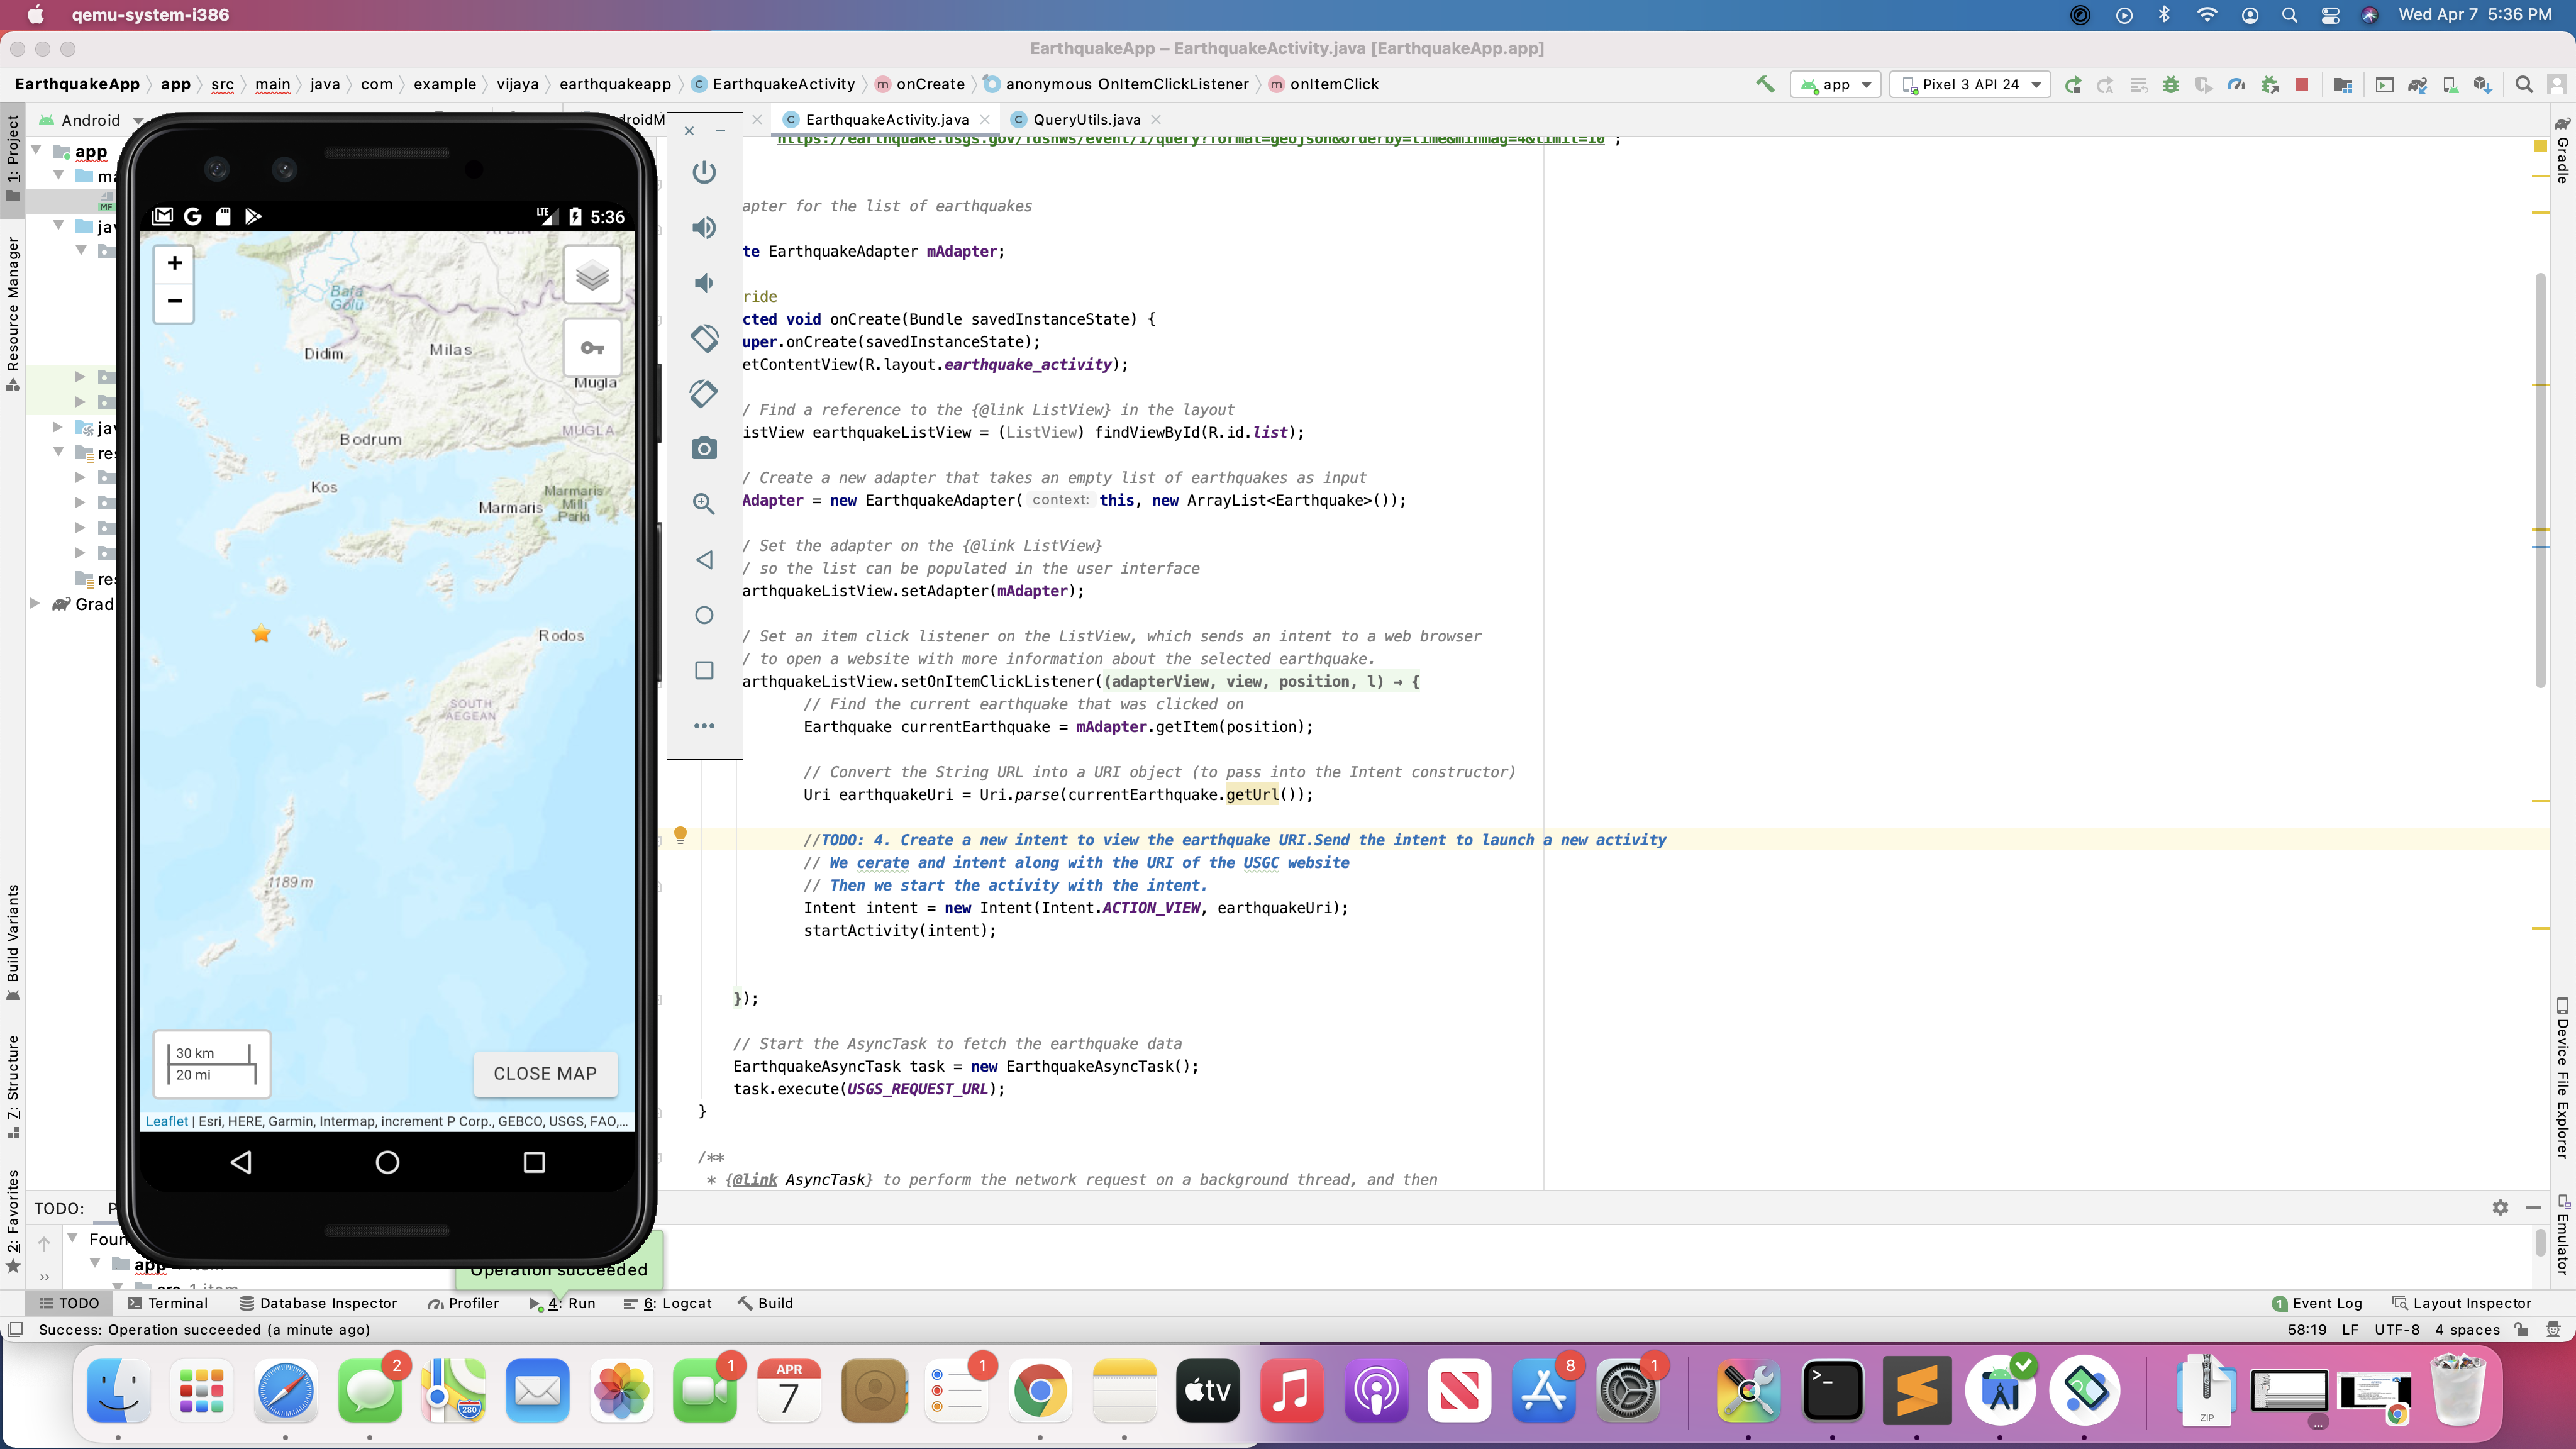 qemu-system-i386
Wed Apr 7 5:36 PM
EarthquakeApp – EarthquakeActivity.java [EarthquakeApp.app]
EarthquakeApp app src main java com example vijaya earthquakeapp EarthquakeActivity onCreate anonymous OnItemClickListener onItemClick
app
Pixel 3 API 24
Android
EarthquakeActivity.java
QueryUtils.java
1: Project
Resource Manager
Build Variants
7: Structure
2: Favorites
Gradle
Device File Explorer
Emulator
app
MF
res
res
Grad
LTE
5:36
+
−
Bafa
Gölü
Didim
Milas
Mugla
MUGLA
Bodrum
Kos
Marmaris
Marmaris
Milli
Parki
Rodos
SOUTH
AEGEAN
1189 m
30 km
20 mi
CLOSE MAP
Leaflet | Esri, HERE, Garmin, Intermap, increment P Corp., GEBCO, USGS, FAO,...
https://earthquake.usgs.gov/fdsnws/event/1/query?format=geojson&orderby=time&minmag=4&limit=10";
apter for the list of earthquakes
te EarthquakeAdapter mAdapter;
ride
cted void onCreate(Bundle savedInstanceState) {
uper.onCreate(savedInstanceState);
etContentView(R.layout.earthquake_activity);
/ Find a reference to the {@link ListView} in the layout
istView earthquakeListView = (ListView) findViewById(R.id.list);
/ Create a new adapter that takes an empty list of earthquakes as input
Adapter = new EarthquakeAdapter( context: this, new ArrayList<Earthquake>());
/ Set the adapter on the {@link ListView}
/ so the list can be populated in the user interface
arthquakeListView.setAdapter(mAdapter);
/ Set an item click listener on the ListView, which sends an intent to a web browser
/ to open a website with more information about the selected earthquake.
arthquakeListView.setOnItemClickListener((adapterView, view, position, l) → {
// Find the current earthquake that was clicked on
Earthquake currentEarthquake = mAdapter.getItem(position);
// Convert the String URL into a URI object (to pass into the Intent constructor)
Uri earthquakeUri = Uri.parse(currentEarthquake.getUrl());
//TODO: 4. Create a new intent to view the earthquake URI.Send the intent to launch a new activity
// We cerate and intent along with the URI of the USGC website
// Then we start the activity with the intent.
Intent intent = new Intent(Intent.ACTION_VIEW, earthquakeUri);
startActivity(intent);
});
// Start the AsyncTask to fetch the earthquake data
EarthquakeAsyncTask task = new EarthquakeAsyncTask();
task.execute(USGS_REQUEST_URL);
}
/**
* {@link AsyncTask} to perform the network request on a background thread, and then
TODO: P
Foun
app 1 item
src 1 item
Operation succeeded
TODO Terminal Database Inspector Profiler 4: Run 6: Logcat Build
1 Event Log Layout Inspector
Success: Operation succeeded (a minute ago)
58:19 LF UTF-8 4 spaces
2
280
1
APR
7
1
tv
8
1
>_
ZIP